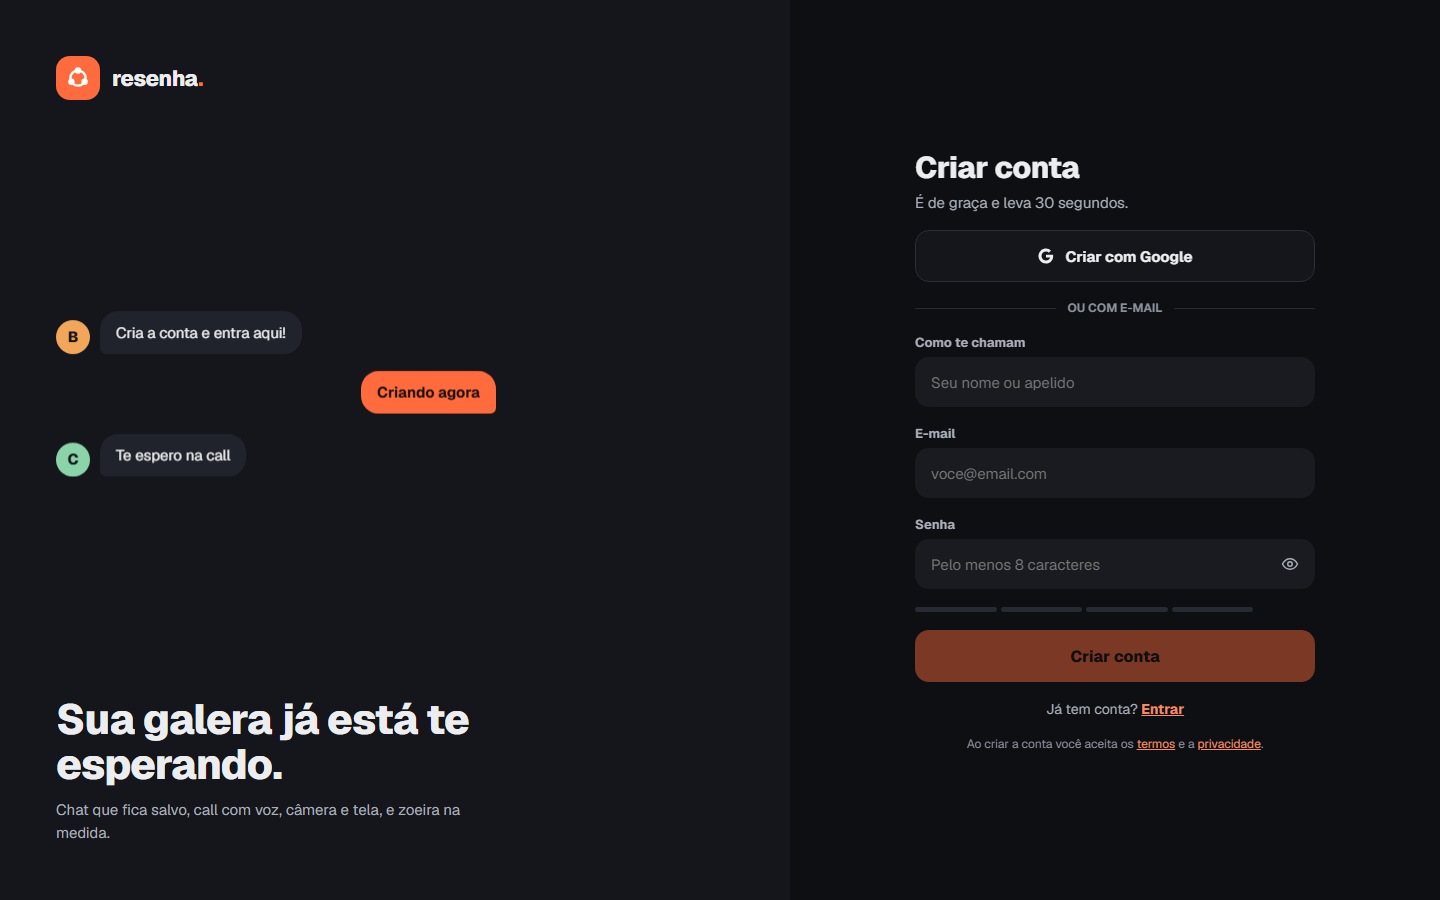 resenha.
B
Cria a conta e entra aqui!
Criando agora
C
Te espero na call
Sua galera já está te
esperando.
Chat que fica salvo, call com voz, câmera e tela, e zoeira na
medida.
Criar conta
É de graça e leva 30 segundos.
Criar com Google
OU COM E-MAIL
Como te chamam
Seu nome ou apelido
E-mail
voce@email.com
Senha
Pelo menos 8 caracteres
Criar conta
Já tem conta? Entrar
Ao criar a conta você aceita os termos e a privacidade.